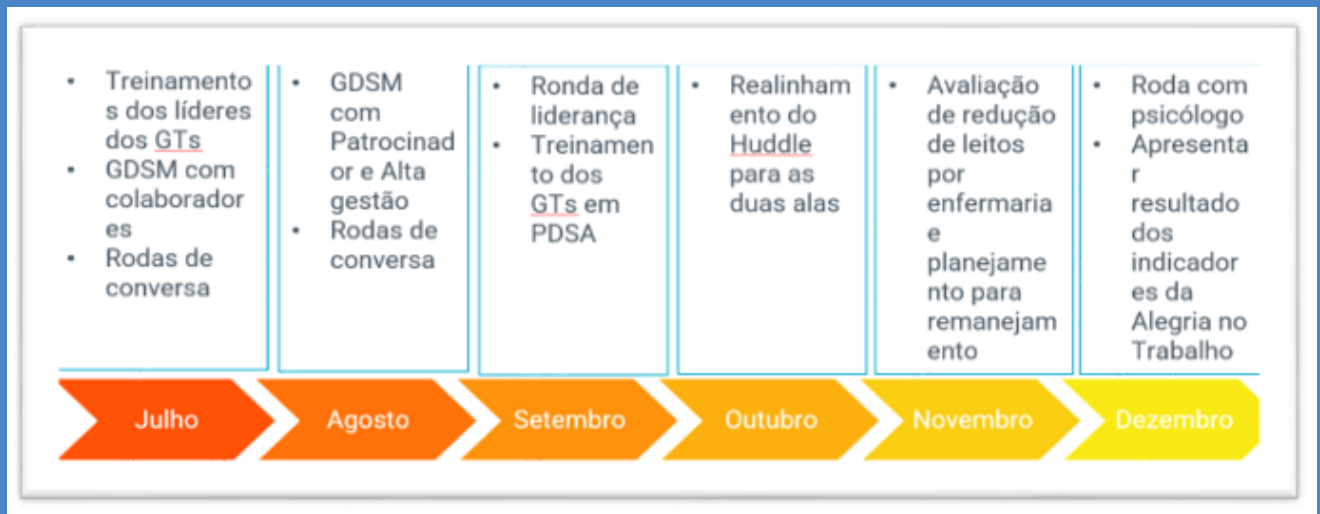 • Treinamento
s dos líderes
dos GTs
• GDSM com
colaborador
es
• Rodas de
conversa
• GDSM
com
Patrocinad
or e Alta
gestão
• Rodas de
conversa
• Ronda de
liderança
• Treinamen
to dos
GTs em
PDSA
• Realinham
ento do
Huddle
para as
duas alas
• Avaliação
de redução
de leitos
por
enfermaria
e
planejame
nto para
remanejam
ento
• Roda com
psicólogo
• Apresenta
r
resultado
dos
indicador
es da
Alegria no
Trabalho
Julho
Agosto
Setembro
Outubro
Novembro
Dezembro